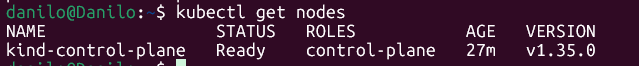 danilo@Danilo:~$ kubectl get nodes
NAME                 STATUS   ROLES           AGE   VERSION
kind-control-plane   Ready    control-plane   27m   v1.35.0